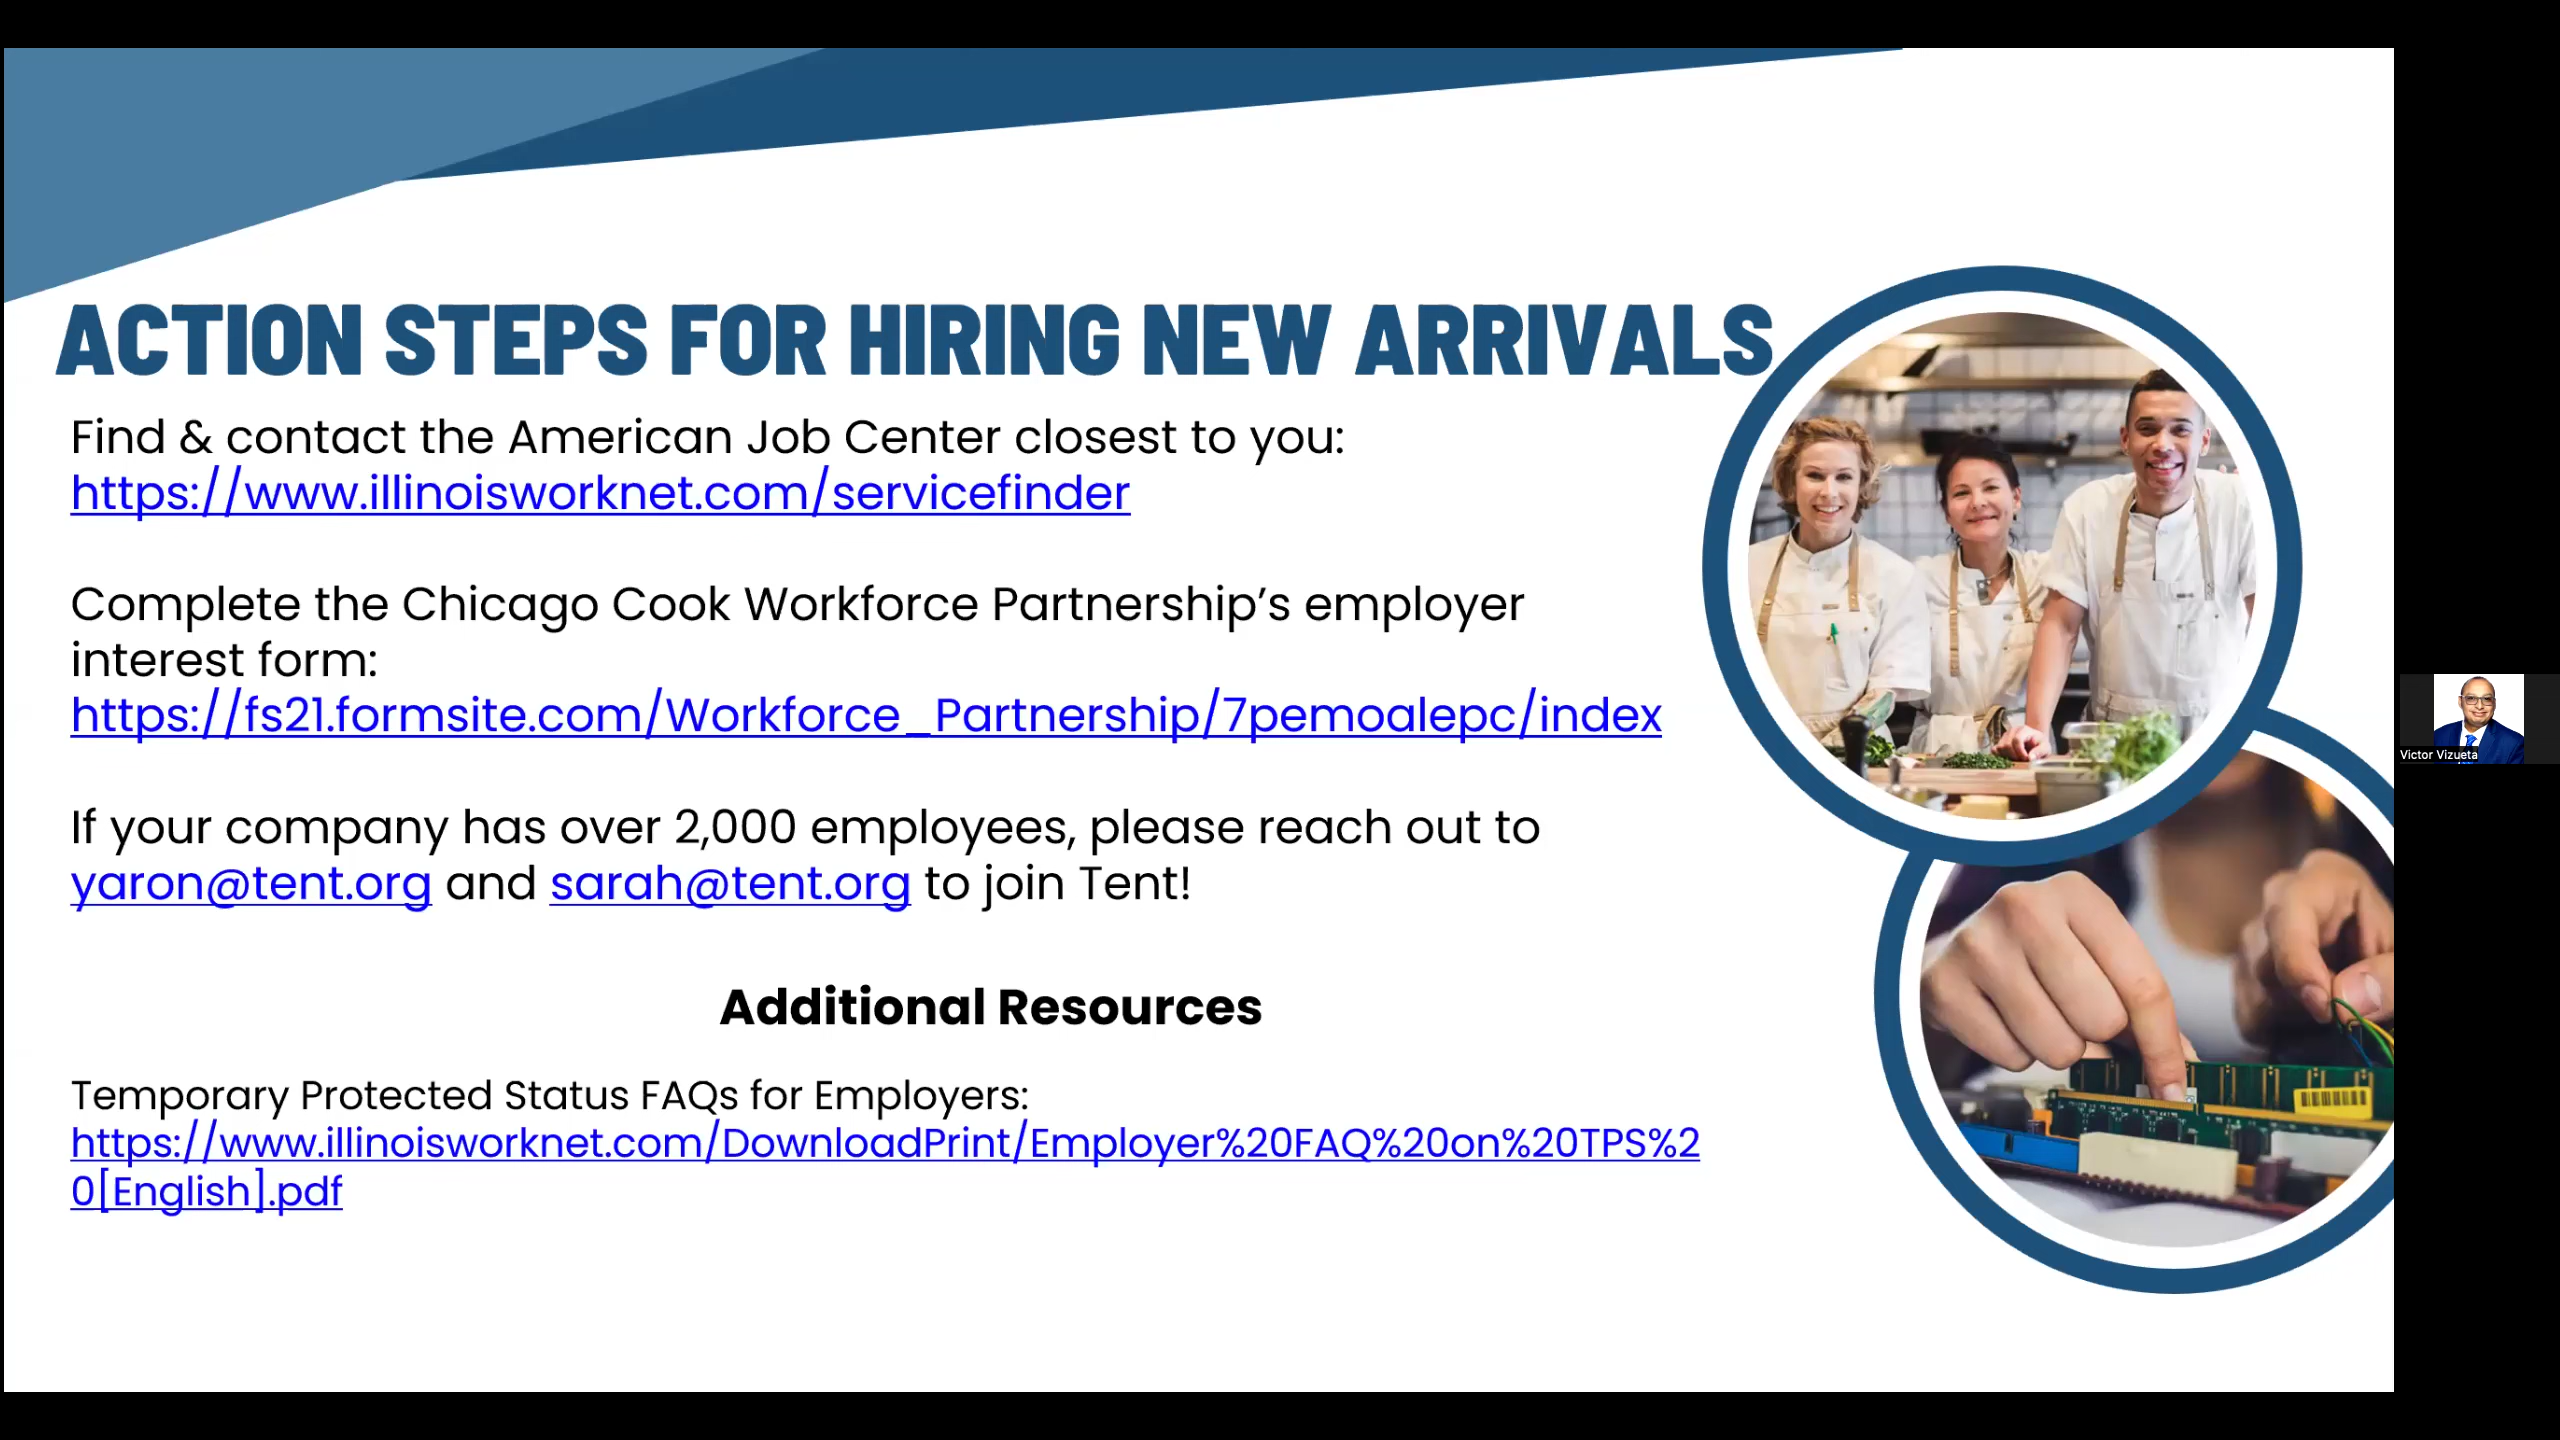 ACTION STEPS FOR HIRING NEW ARRIVALS
Find & contact the American Job Center closest to you:
https://www.illinoisworknet.com/servicefinder
Complete the Chicago Cook Workforce Partnership’s employer
interest form:
https://fs21.formsite.com/Workforce_Partnership/7pemoalepc/index
If your company has over 2,000 employees, please reach out to
yaron@tent.org and sarah@tent.org to join Tent!
Additional Resources
Temporary Protected Status FAQs for Employers:
https://www.illinoisworknet.com/DownloadPrint/Employer%20FAQ%20on%20TPS%2
0[English].pdf
Victor Vizueta